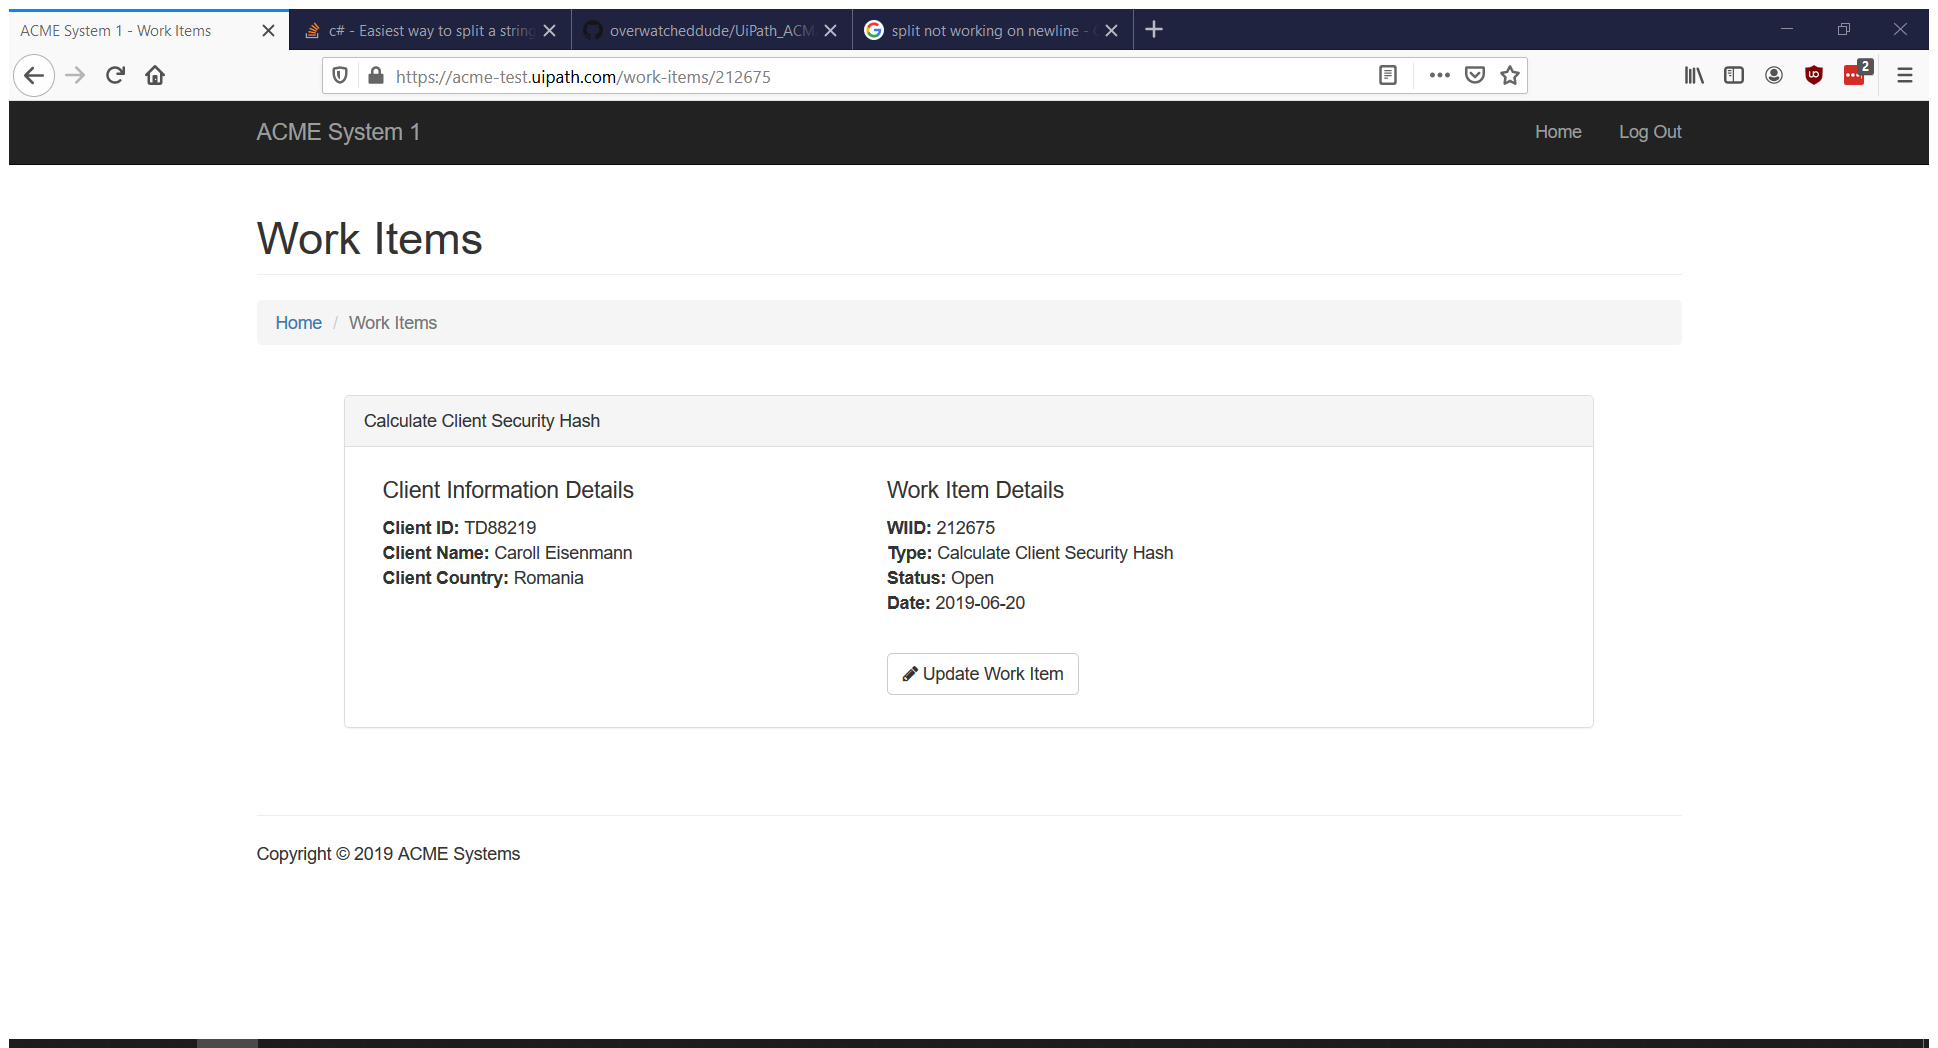 ACME System 1 - Work Items
c# - Easiest way to split a string
overwatcheddude/UiPath_ACM
split not working on newline -
https://acme-test.uipath.com/work-items/212675
2
ACME System 1
Home
Log Out
Work Items
Home / Work Items
Calculate Client Security Hash
Client Information Details
Client ID: TD88219
Client Name: Caroll Eisenmann
Client Country: Romania
Work Item Details
WIID: 212675
Type: Calculate Client Security Hash
Status: Open
Date: 2019-06-20
Update Work Item
Copyright © 2019 ACME Systems